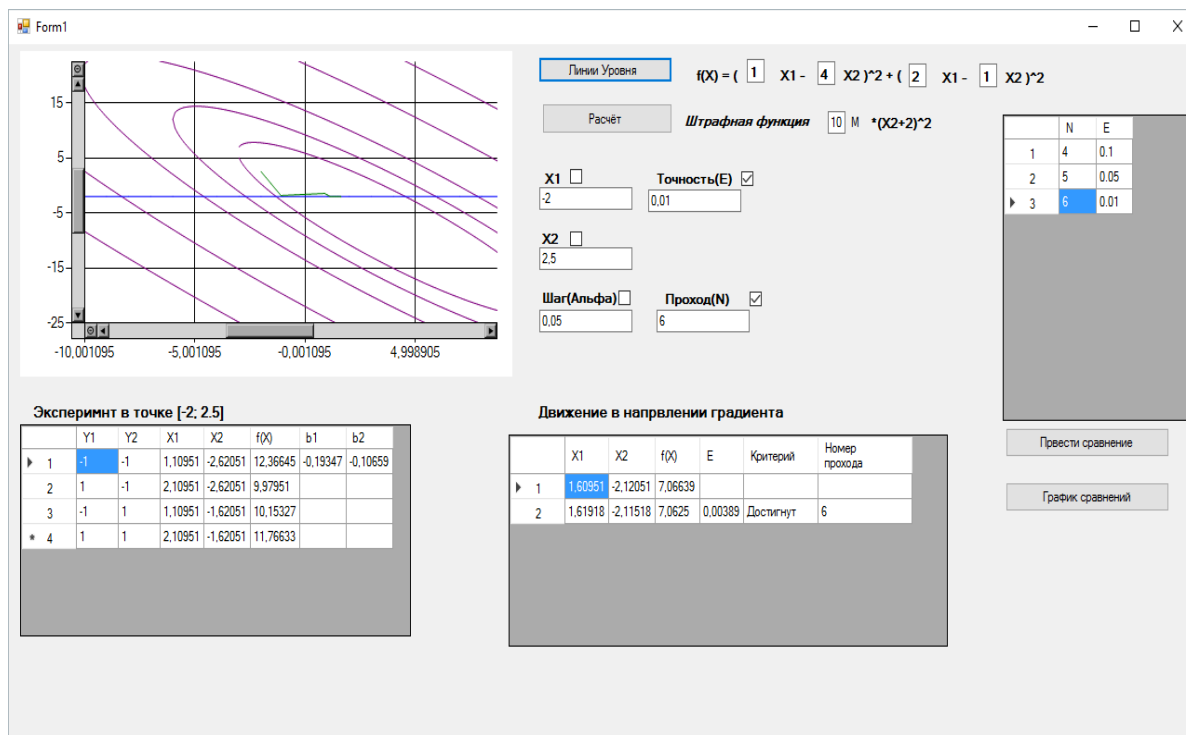 Form1
Линии Уровня
f(X) = ( 1 X1 - 4 X2 )^2 + ( 2 X1 - 1 X2 )^2
Расчёт
Штрафная функция 10 М *(X2+2)^2
X1
-2
Точность(E)
0,01
X2
2,5
Шаг(Альфа)
0,05
Проход(N)
6
15
5
-5
-15
-25
-10,001095 -5,001095 -0,001095 4,998905
N E
1 4 0.1
2 5 0.05
3 6 0.01
Првести сравнение
График сравнений
Эксперимнт в точке [-2; 2.5]
Y1 Y2 X1 X2 f(X) b1 b2
1 -1 -1 1,10951 -2,62051 12,36645 -0,19347 -0,10659
2 1 -1 2,10951 -2,62051 9,97951
3 -1 1 1,10951 -1,62051 10,15327
4 1 1 2,10951 -1,62051 11,76633
Движение в напрвлении градиента
X1 X2 f(X) E Критерий Номер
прохода
1 1,60951 -2,12051 7,06639
2 1,61918 -2,11518 7,0625 0,00389 Достигнут 6